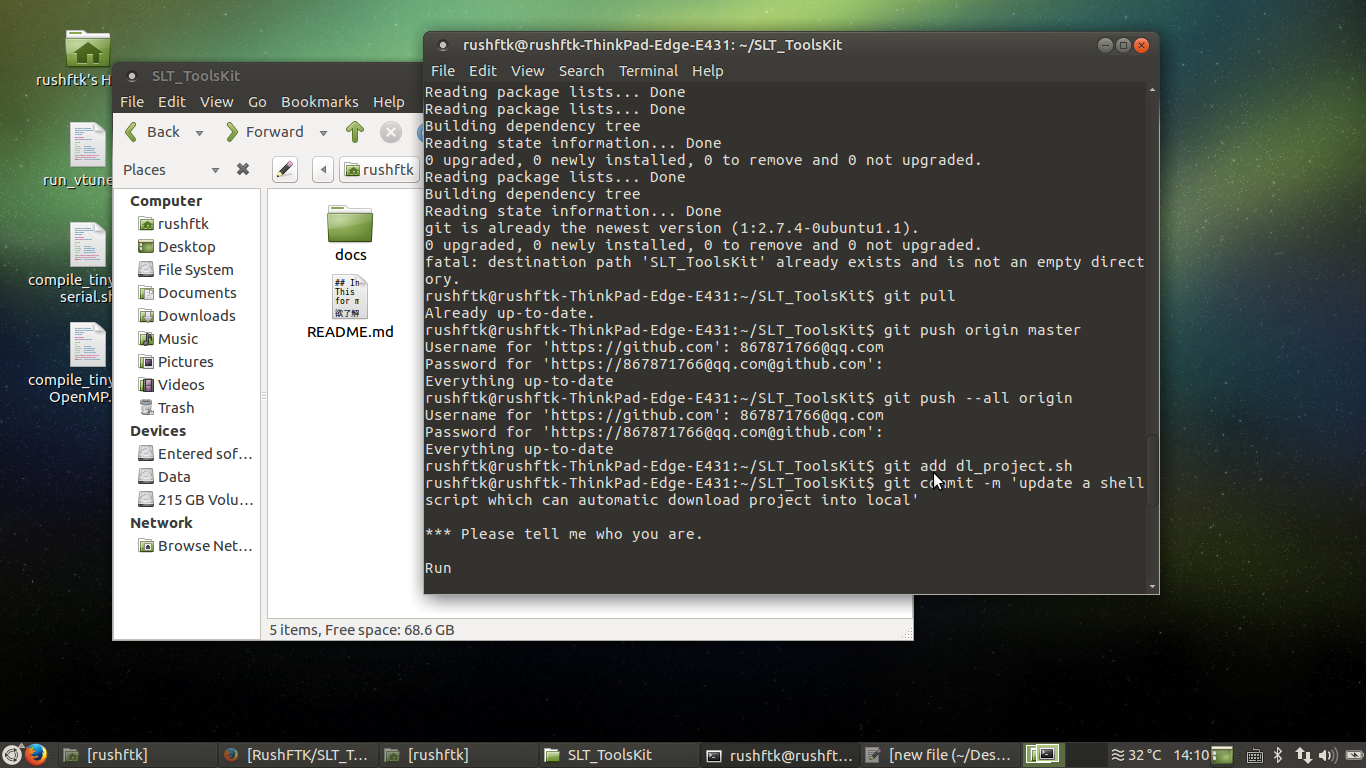 rushftk's H
run_vtune
compile_tiny
serial.sh
compile_tiny
OpenMP.
SLT_ToolsKit
File Edit View Go Bookmarks Help
Back Forward
Places
rushftk
Computer
rushftk
Desktop
File System
Documents
Downloads
Music
Pictures
Videos
Trash
Devices
Entered sof...
Data
215 GB Volu...
Network
Browse Net...
docs
## In
This
for m
欲了解
README.md
5 items, Free space: 68.6 GB
rushftk@rushftk-ThinkPad-Edge-E431: ~/SLT_ToolsKit
File Edit View Search Terminal Help
Reading package lists... Done
Reading package lists... Done
Building dependency tree
Reading state information... Done
0 upgraded, 0 newly installed, 0 to remove and 0 not upgraded.
Reading package lists... Done
Building dependency tree
Reading state information... Done
git is already the newest version (1:2.7.4-0ubuntu1.1).
0 upgraded, 0 newly installed, 0 to remove and 0 not upgraded.
fatal: destination path 'SLT_ToolsKit' already exists and is not an empty direct
ory.
rushftk@rushftk-ThinkPad-Edge-E431:~/SLT_ToolsKit$ git pull
Already up-to-date.
rushftk@rushftk-ThinkPad-Edge-E431:~/SLT_ToolsKit$ git push origin master
Username for 'https://github.com': 867871766@qq.com
Password for 'https://867871766@qq.com@github.com':
Everything up-to-date
rushftk@rushftk-ThinkPad-Edge-E431:~/SLT_ToolsKit$ git push --all origin
Username for 'https://github.com': 867871766@qq.com
Password for 'https://867871766@qq.com@github.com':
Everything up-to-date
rushftk@rushftk-ThinkPad-Edge-E431:~/SLT_ToolsKit$ git add dl_project.sh
rushftk@rushftk-ThinkPad-Edge-E431:~/SLT_ToolsKit$ git commit -m 'update a shell
script which can automatic download project into local'
*** Please tell me who you are.
Run
[rushftk] [RushFTK/SLT_T... [rushftk] SLT_ToolsKit rushftk@rushft... [new file (~/Des... 32 °C 14:10